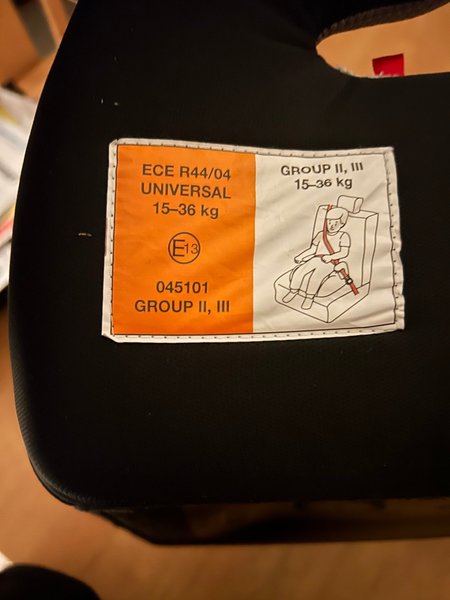 ECE R44/04
UNIVERSAL
15–36 kg
E13
045101
GROUP II, III
GROUP II, III
15–36 kg